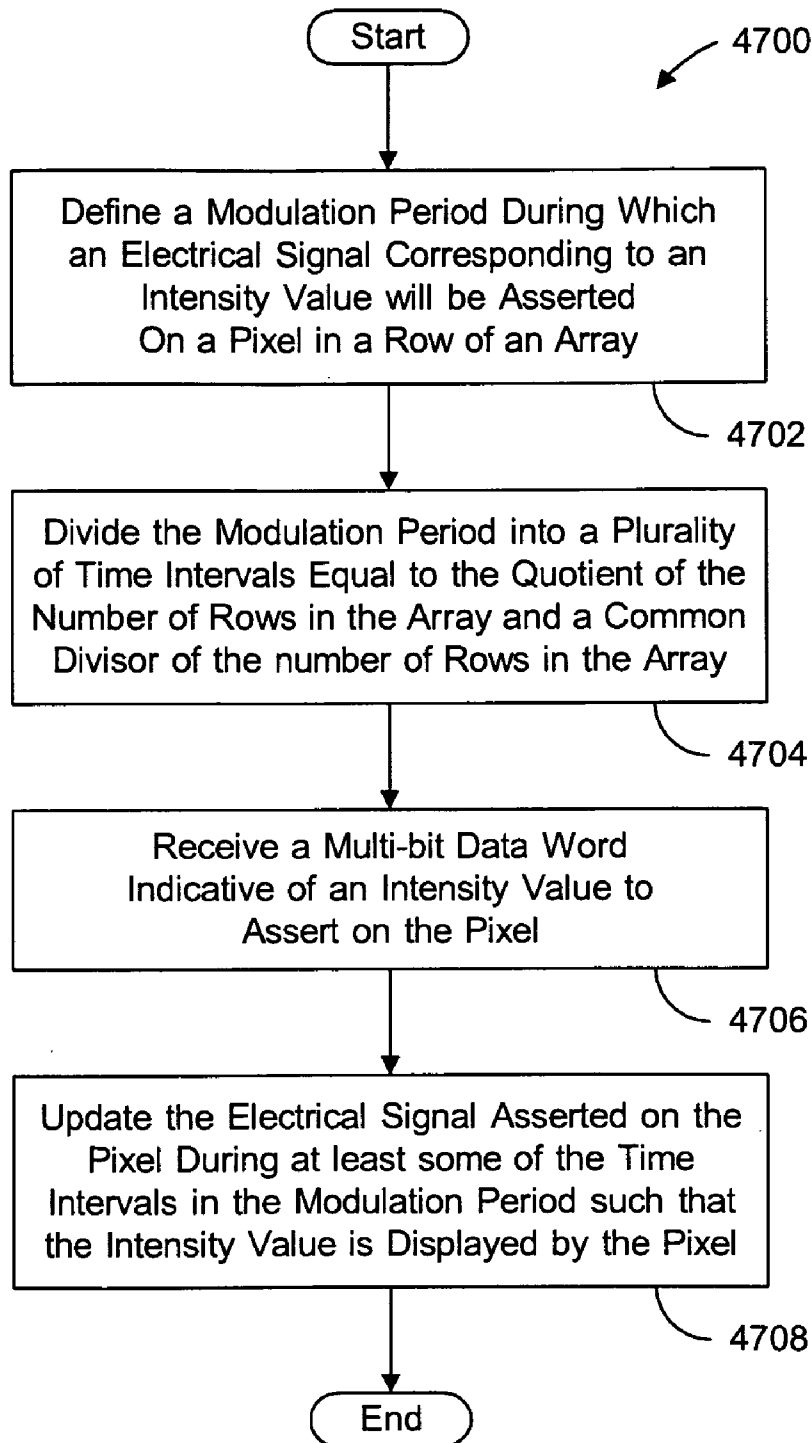 Start
4700
Define a Modulation Period During Which
an Electrical Signal Corresponding to an
Intensity Value will be Asserted
On a Pixel in a Row of an Array
4702
Divide the Modulation Period into a Plurality
of Time Intervals Equal to the Quotient of the
Number of Rows in the Array and a Common
Divisor of the number of Rows in the Array
4704
Receive a Multi-bit Data Word
Indicative of an Intensity Value to
Assert on the Pixel
4706
Update the Electrical Signal Asserted on the
Pixel During at least some of the Time
Intervals in the Modulation Period such that
the Intensity Value is Displayed by the Pixel
4708
End